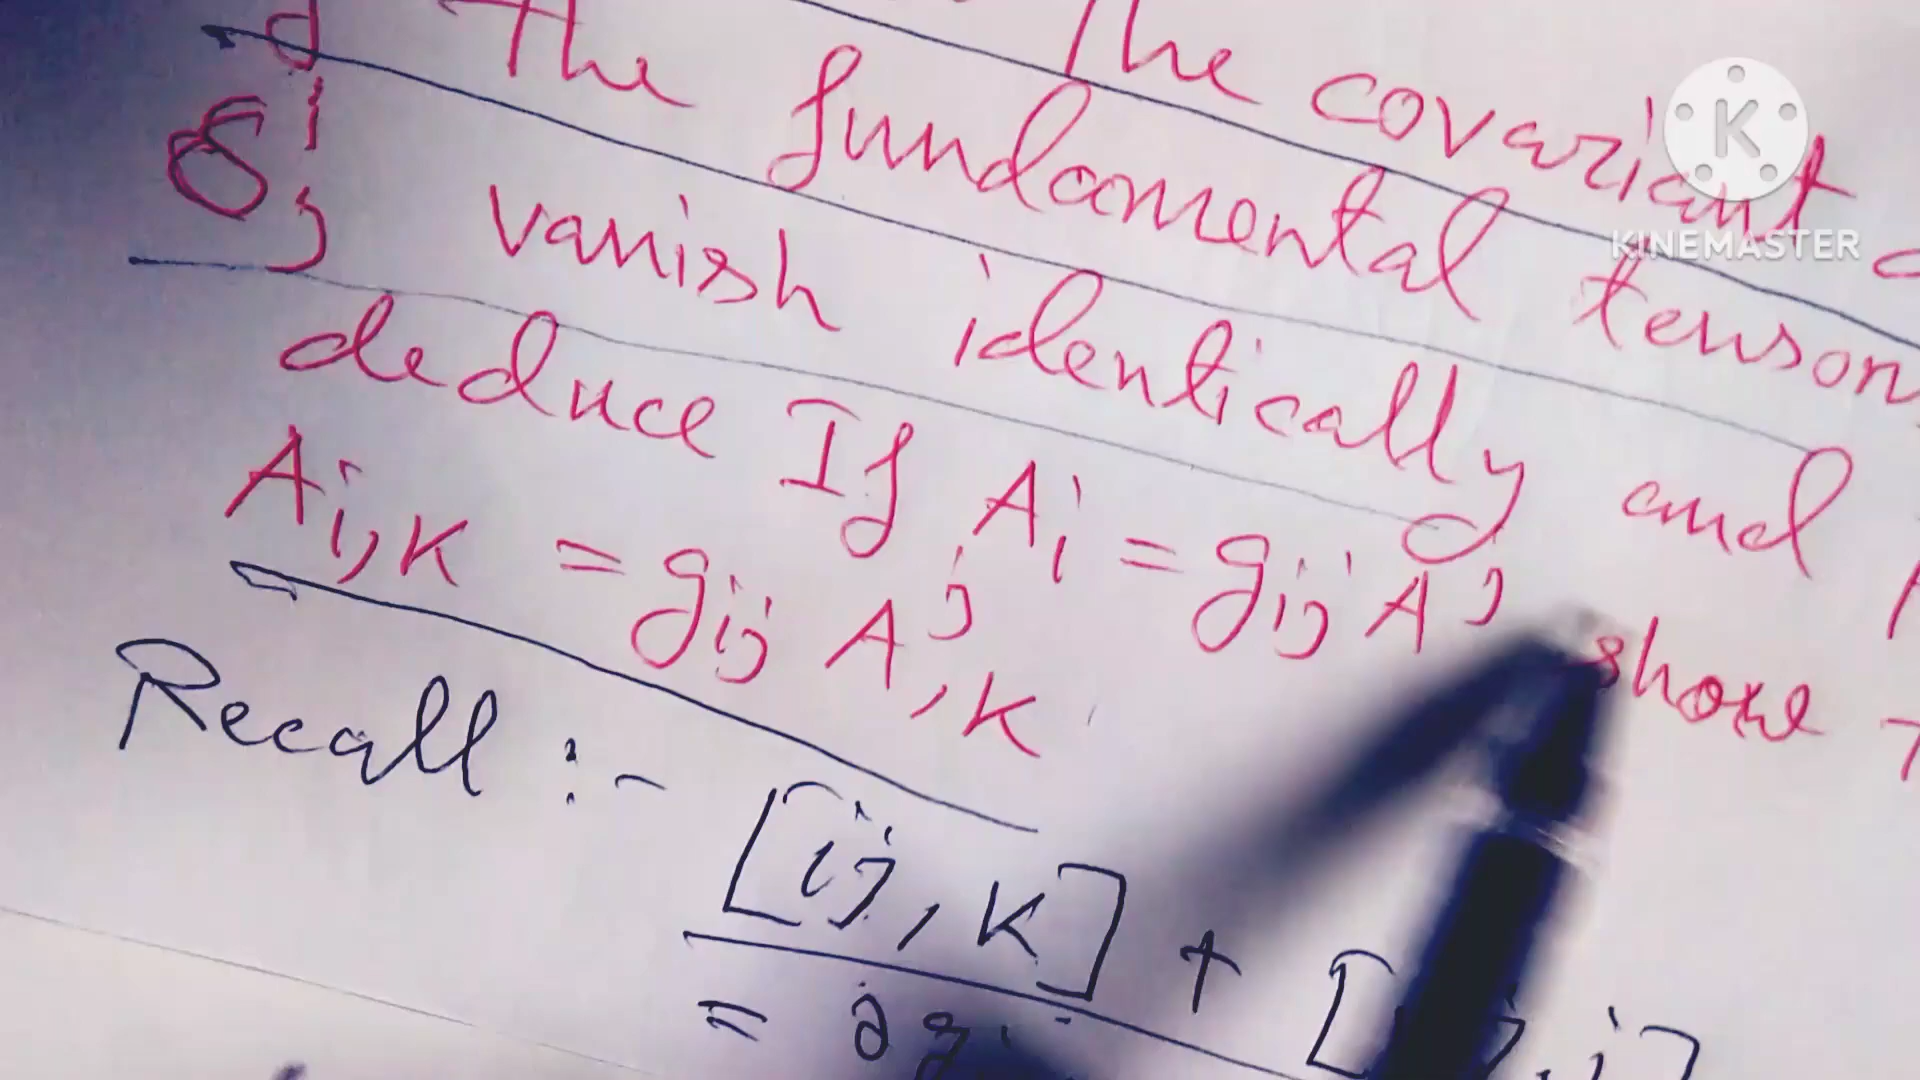 The covariant
d the fundamental tensor
δ^i_j vanish identically and
deduce If A_i = g_ij A^j show
A_i,K = g_ij A^j_,K
Recall :-
[ij, K] + [
= ∂g
KINEMASTER